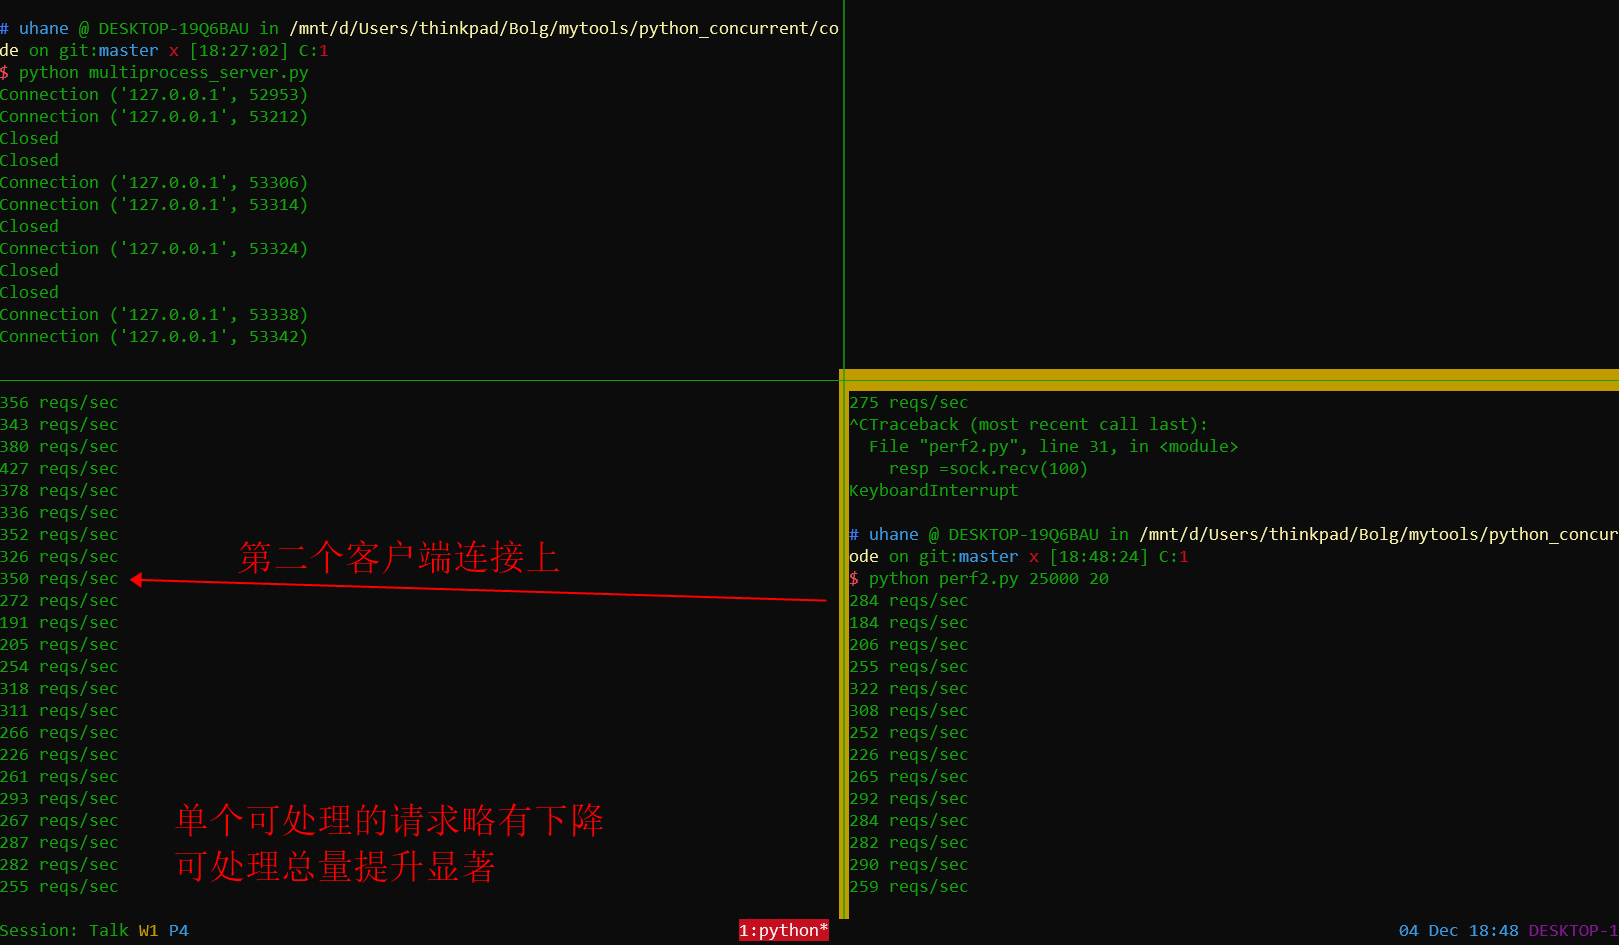 # uhane @ DESKTOP-19Q6BAU in /mnt/d/Users/thinkpad/Bolg/mytools/python_concurrent/co
de on git:master x [18:27:02] C:1
$ python multiprocess_server.py
Connection ('127.0.0.1', 52953)
Connection ('127.0.0.1', 53212)
Closed
Closed
Connection ('127.0.0.1', 53306)
Connection ('127.0.0.1', 53314)
Closed
Connection ('127.0.0.1', 53324)
Closed
Closed
Connection ('127.0.0.1', 53338)
Connection ('127.0.0.1', 53342)
356 reqs/sec
343 reqs/sec
380 reqs/sec
427 reqs/sec
378 reqs/sec
336 reqs/sec
352 reqs/sec
326 reqs/sec
350 reqs/sec
272 reqs/sec
191 reqs/sec
205 reqs/sec
254 reqs/sec
318 reqs/sec
311 reqs/sec
266 reqs/sec
226 reqs/sec
261 reqs/sec
293 reqs/sec
267 reqs/sec
287 reqs/sec
282 reqs/sec
255 reqs/sec
第二个客户端连接上
单个可处理的请求略有下降
可处理总量提升显著
275 reqs/sec
^CTraceback (most recent call last):
  File "perf2.py", line 31, in <module>
    resp =sock.recv(100)
KeyboardInterrupt
# uhane @ DESKTOP-19Q6BAU in /mnt/d/Users/thinkpad/Bolg/mytools/python_concur
ode on git:master x [18:48:24] C:1
$ python perf2.py 25000 20
284 reqs/sec
184 reqs/sec
206 reqs/sec
255 reqs/sec
322 reqs/sec
308 reqs/sec
252 reqs/sec
226 reqs/sec
265 reqs/sec
292 reqs/sec
284 reqs/sec
282 reqs/sec
290 reqs/sec
259 reqs/sec
Session: Talk W1 P4 1:python* 04 Dec 18:48 DESKTOP-1